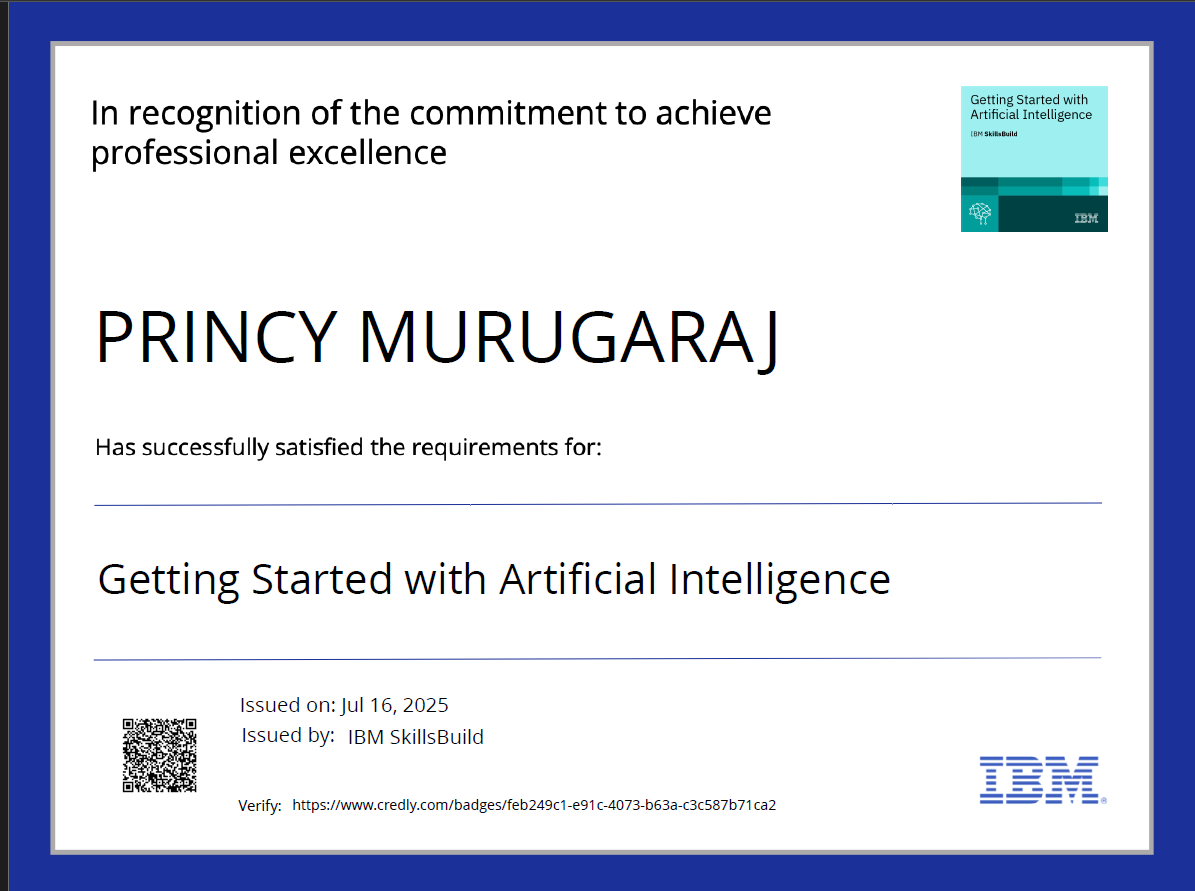 In recognition of the commitment to achieve
professional excellence
Getting Started with
Artificial Intelligence
IBM SkillsBuild
IBM
PRINCY MURUGARAJ
Has successfully satisfied the requirements for:
Getting Started with Artificial Intelligence
Issued on: Jul 16, 2025
Issued by: IBM SkillsBuild
Verify: https://www.credly.com/badges/feb249c1-e91c-4073-b63a-c3c587b71ca2
IBM®